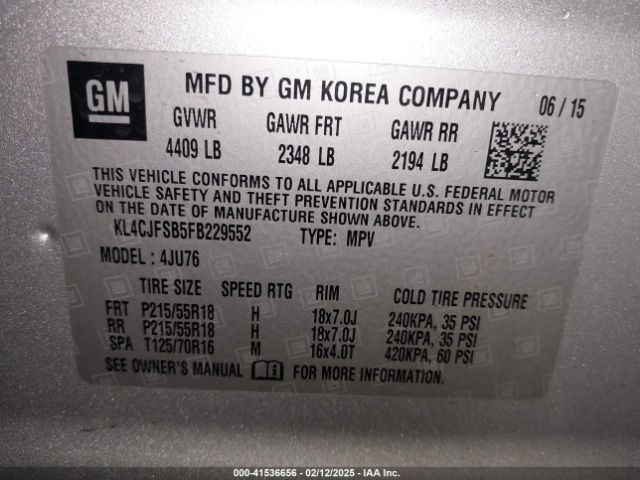 GM MFD BY GM KOREA COMPANY 06 / 15
GVWR GAWR FRT GAWR RR
4409 LB 2348 LB 2194 LB
THIS VEHICLE CONFORMS TO ALL APPLICABLE U.S. FEDERAL MOTOR
VEHICLE SAFETY AND THEFT PREVENTION STANDARDS IN EFFECT
ON THE DATE OF MANUFACTURE SHOWN ABOVE.
KL4CJFSB5FB229552 TYPE: MPV
MODEL : 4JU76
TIRE SIZE SPEED RTG RIM COLD TIRE PRESSURE
FRT P215/55R18 H 18x7.0J 240KPA, 35 PSI
RR P215/55R18 H 18x7.0J 240KPA, 35 PSI
SPA T125/70R16 M 16x4.0T 420KPA, 60 PSI
SEE OWNER'S MANUAL FOR MORE INFORMATION.
000-41536656 - 02/12/2025 - IAA Inc.